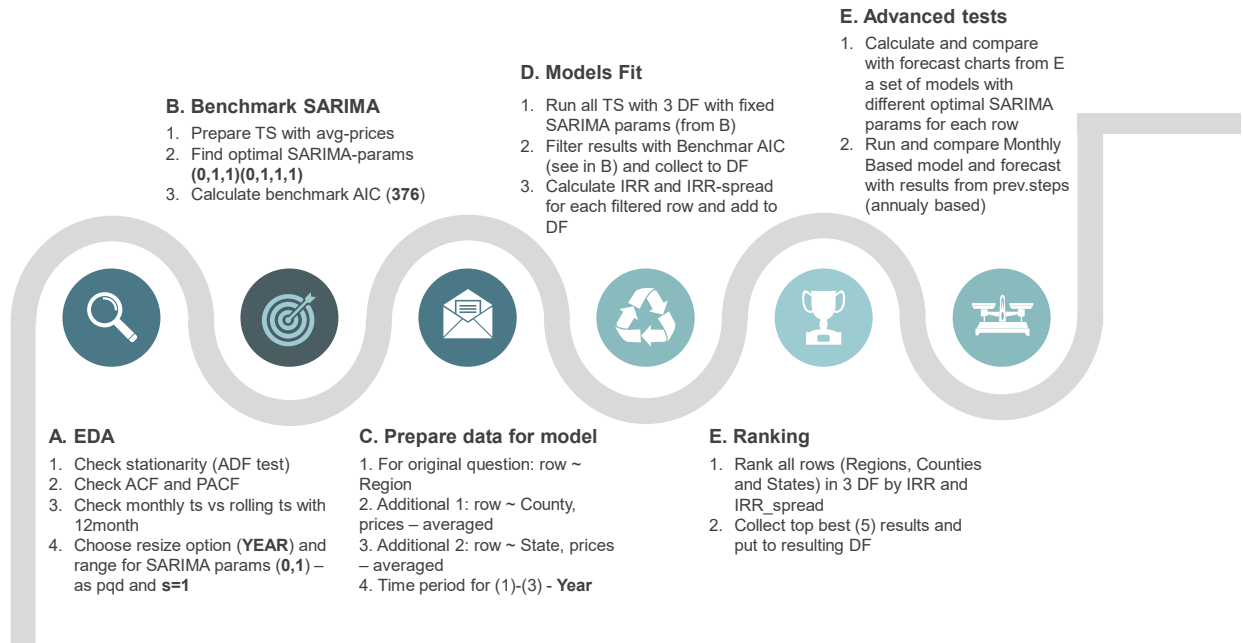 A. EDA
1. Check stationarity (ADF test)
2. Check ACF and PACF
3. Check monthly ts vs rolling ts with
12month
4. Choose resize option (YEAR) and
range for SARIMA params (0,1) –
as pqd and s=1
B. Benchmark SARIMA
1. Prepare TS with avg-prices
2. Find optimal SARIMA-params
(0,1,1)(0,1,1,1)
3. Calculate benchmark AIC (376)
C. Prepare data for model
1. For original question: row ~
Region
2. Additional 1: row ~ County,
prices – averaged
3. Additional 2: row ~ State, prices
– averaged
4. Time period for (1)-(3) - Year
D. Models Fit
1. Run all TS with 3 DF with fixed
SARIMA params (from B)
2. Filter results with Benchmar AIC
(see in B) and collect to DF
3. Calculate IRR and IRR-spread
for each filtered row and add to
DF
E. Ranking
1. Rank all rows (Regions, Counties
and States) in 3 DF by IRR and
IRR_spread
2. Collect top best (5) results and
put to resulting DF
E. Advanced tests
1. Calculate and compare
with forecast charts from E
a set of models with
different optimal SARIMA
params for each row
2. Run and compare Monthly
Based model and forecast
with results from prev.steps
(annualy based)